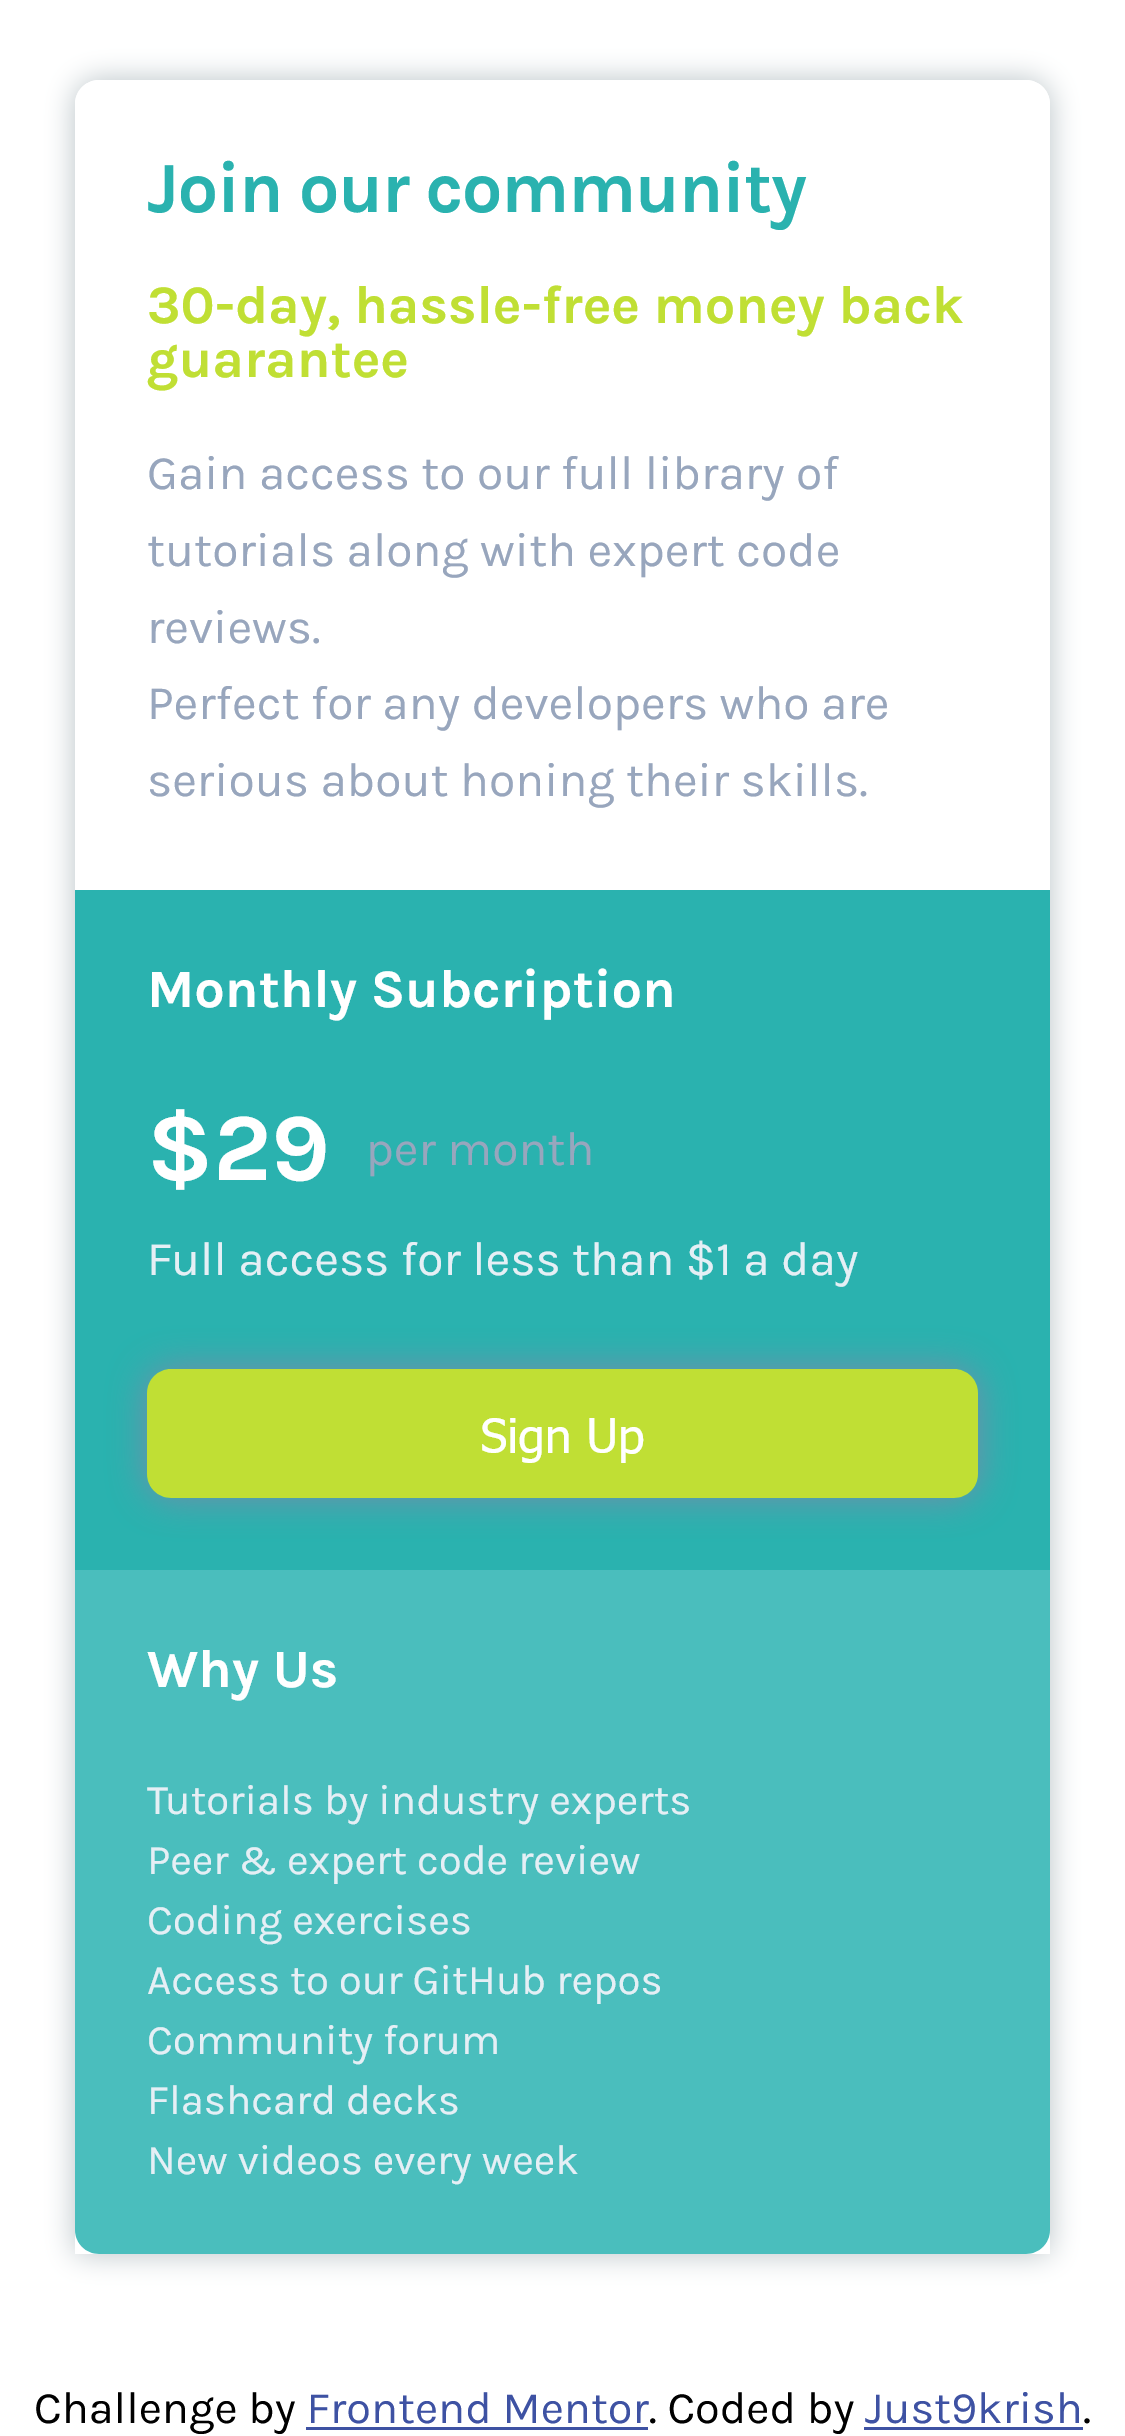 Join our community
30-day, hassle-free money back
guarantee
Gain access to our full library of
tutorials along with expert code
reviews.
Perfect for any developers who are
serious about honing their skills.
Monthly Subcription
$29 per month
Full access for less than $1 a day
Sign Up
Why Us
Tutorials by industry experts
Peer & expert code review
Coding exercises
Access to our GitHub repos
Community forum
Flashcard decks
New videos every week
Challenge by Frontend Mentor. Coded by Just9krish.